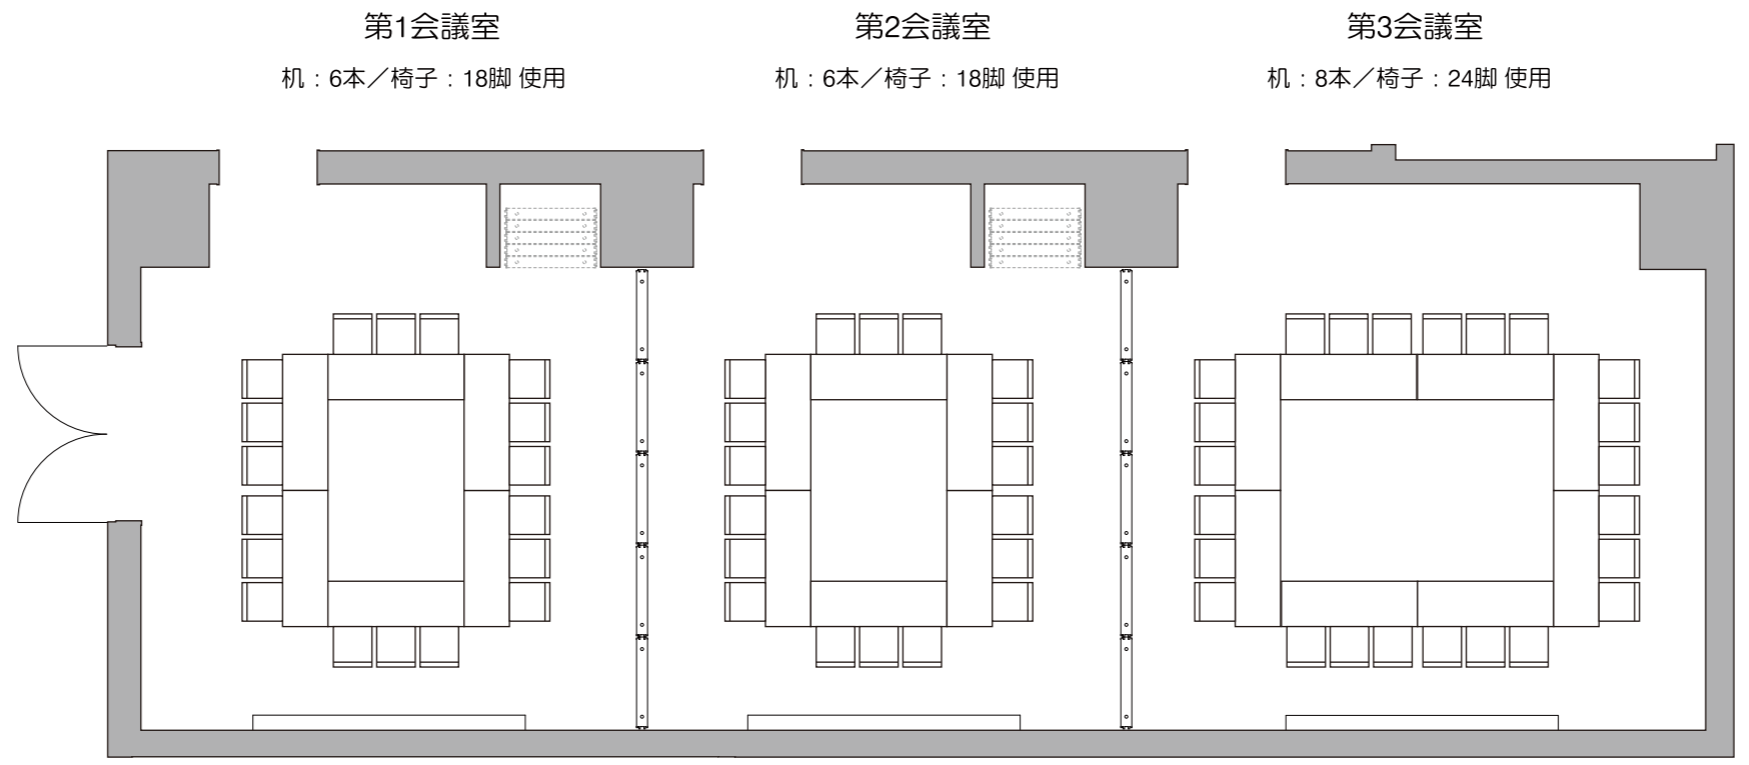 第1会議室
机：6本／椅子：18脚 使用
第2会議室
机：6本／椅子：18脚 使用
第3会議室
机：8本／椅子：24脚 使用